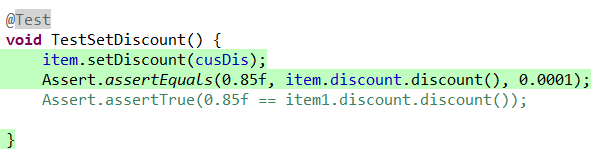 @Test
void TestSetDiscount() {
item.setDiscount(cusDis);
Assert.assertEquals(0.85f, item.discount.discount(), 0.0001);
Assert.assertTrue(0.85f == item1.discount.discount());
}